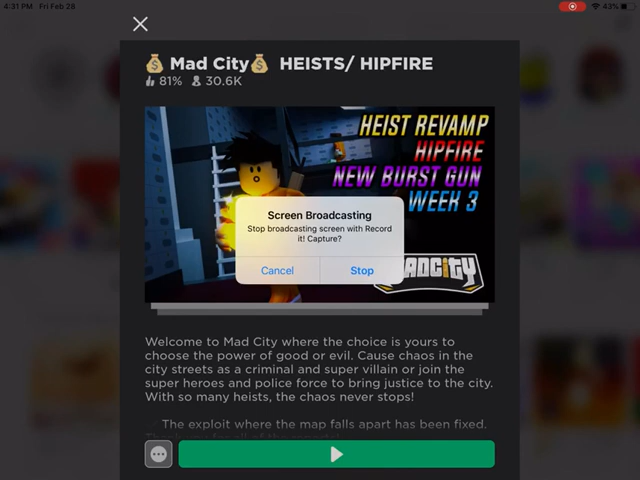 4:31 PM Fri Feb 28
43%
💰 Mad City💰 HEISTS/ HIPFIRE
81% 30.6K
HEIST REVAMP
HIPFIRE
NEW BURST GUN
WEEK 3
Screen Broadcasting
Stop broadcasting screen with Record
it! Capture?
Cancel Stop
MADCITY
Welcome to Mad City where the choice is yours to
choose the power of good or evil. Cause chaos in the
city streets as a criminal and super villain or join the
super heroes and police force to bring justice to the city.
With so many heists, the chaos never stops!
The exploit where the map falls apart has been fixed.